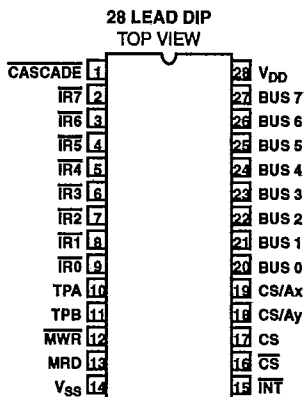 28 LEAD DIP
TOP VIEW
CASCADE 1 28 VDD
IR7 2 27 BUS 7
IR6 3 26 BUS 6
IR5 4 25 BUS 5
IR4 5 24 BUS 4
IR3 6 23 BUS 3
IR2 7 22 BUS 2
IR1 8 21 BUS 1
IR0 9 20 BUS 0
TPA 10 19 CS/Ax
TPB 11 18 CS/Ay
MWR 12 17 CS
MRD 13 16 CS
VSS 14 15 INT